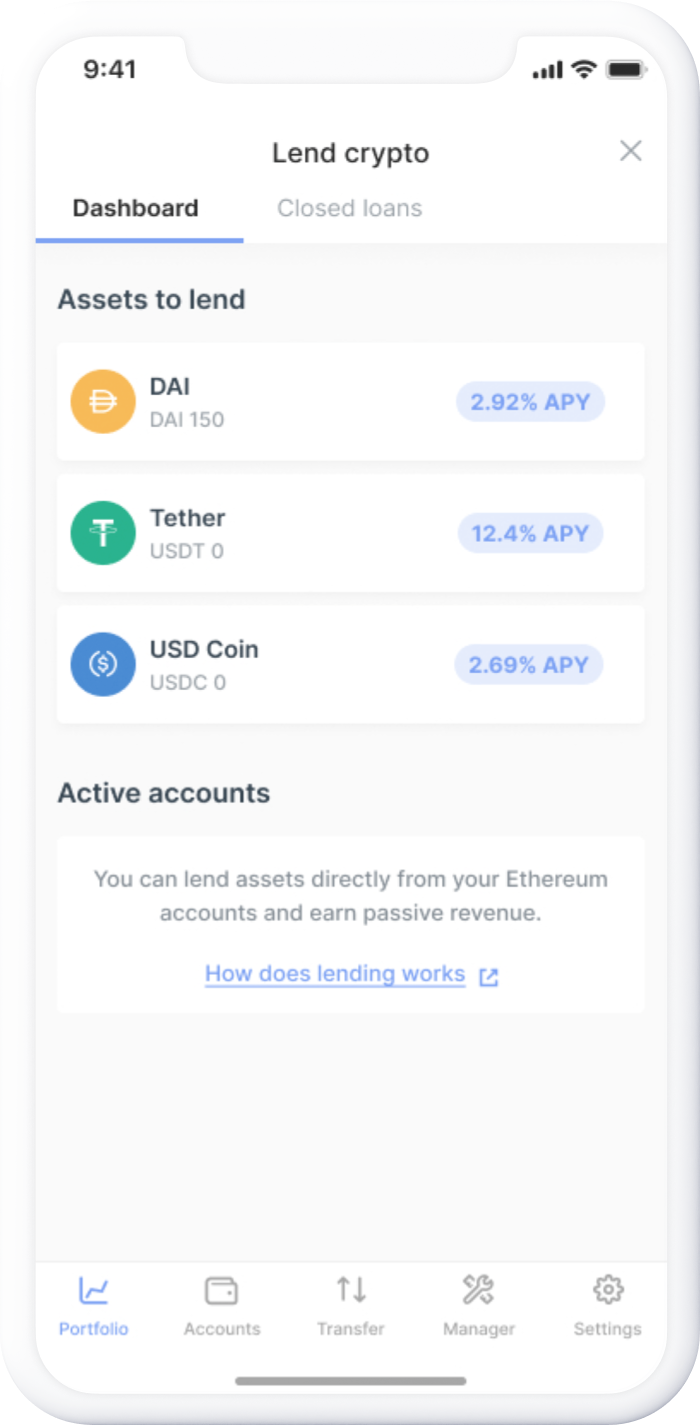 9:41
Lend crypto
Dashboard
Closed loans
Assets to lend
DAI
DAI 150
2.92% APY
Tether
USDT 0
12.4% APY
USD Coin
USDC 0
2.69% APY
Active accounts
You can lend assets directly from your Ethereum
accounts and earn passive revenue.
How does lending works
Portfolio
Accounts
Transfer
Manager
Settings